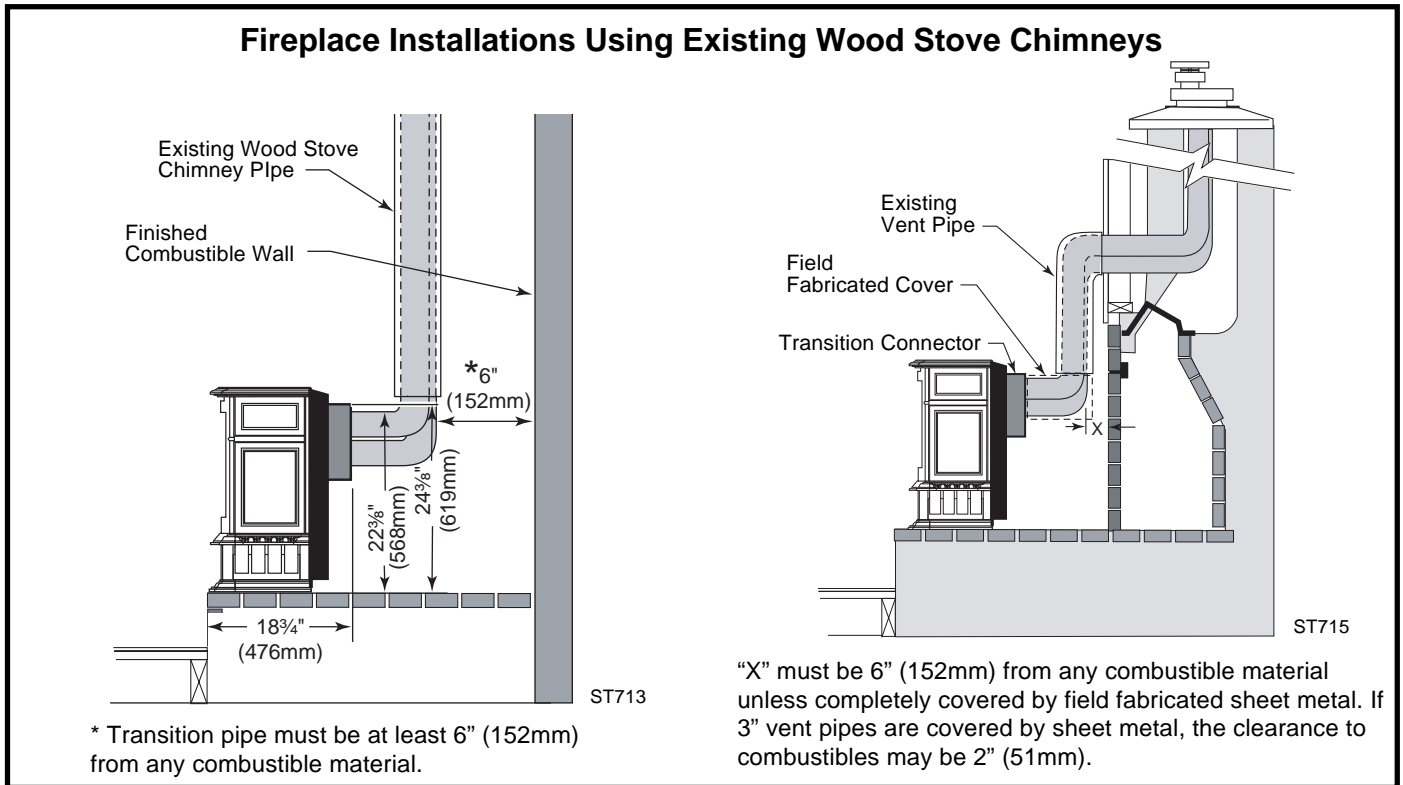 Fireplace Installations Using Existing Wood Stove Chimneys
Existing Wood Stove
Chimney PIpe
Finished
Combustible Wall
*6"
(152mm)
22⅜"
(568mm)
24⅜"
(619mm)
18¾"
(476mm)
ST713
* Transition pipe must be at least 6” (152mm)
from any combustible material.
Existing
Vent Pipe
Field
Fabricated Cover
Transition Connector
X
ST715
“X” must be 6” (152mm) from any combustible material
unless completely covered by field fabricated sheet metal. If
3” vent pipes are covered by sheet metal, the clearance to
combustibles may be 2” (51mm).